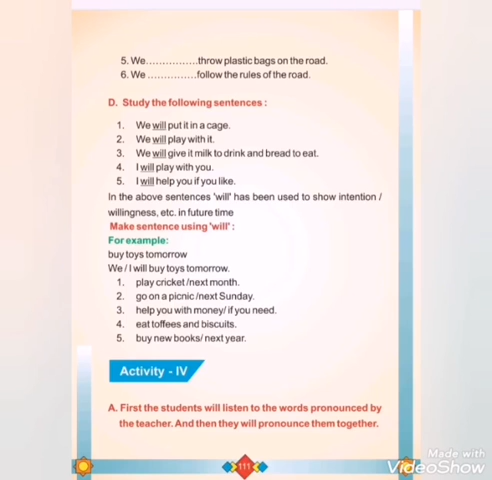 5. We................throw plastic bags on the road.
6. We ...............follow the rules of the road.
D. Study the following sentences :
1. We will put it in a cage.
2. We will play with it.
3. We will give it milk to drink and bread to eat.
4. I will play with you.
5. I will help you if you like.
In the above sentences 'will' has been used to show intention /
willingness, etc. in future time
Make sentence using 'will' :
For example:
buy toys tomorrow
We / I will buy toys tomorrow.
1. play cricket /next month.
2. go on a picnic /next Sunday.
3. help you with money/ if you need.
4. eat toffees and biscuits.
5. buy new books/ next year.
Activity - IV
A. First the students will listen to the words pronounced by
the teacher. And then they will pronounce them together.
111
Made with
VideoShow